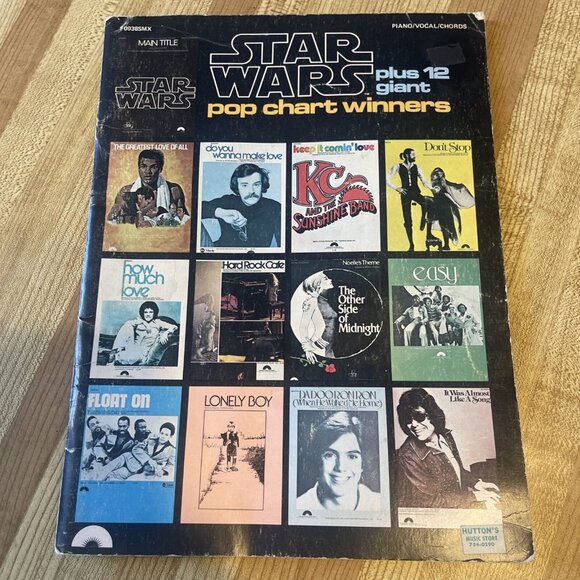 F0938SMX
PIANO/VOCAL/CHORDS
MAIN TITLE
STAR
WARS
STAR
WARS
plus 12
giant
pop chart winners
THE GREATEST LOVE OF ALL
do you
wanna make love
keep it comin' love
KC
AND THE
SUNSHINE BAND
Don't Stop
how
much
love
Hard Rock Cafe
Noelle's Theme
The
Other
Side
of
Midnight
easy
FLOAT ON
LONELY BOY
DA DOO RON RON
(When He Walked Me Home)
It Was Almost
Like A Song
HUTTON'S
MUSIC STORE